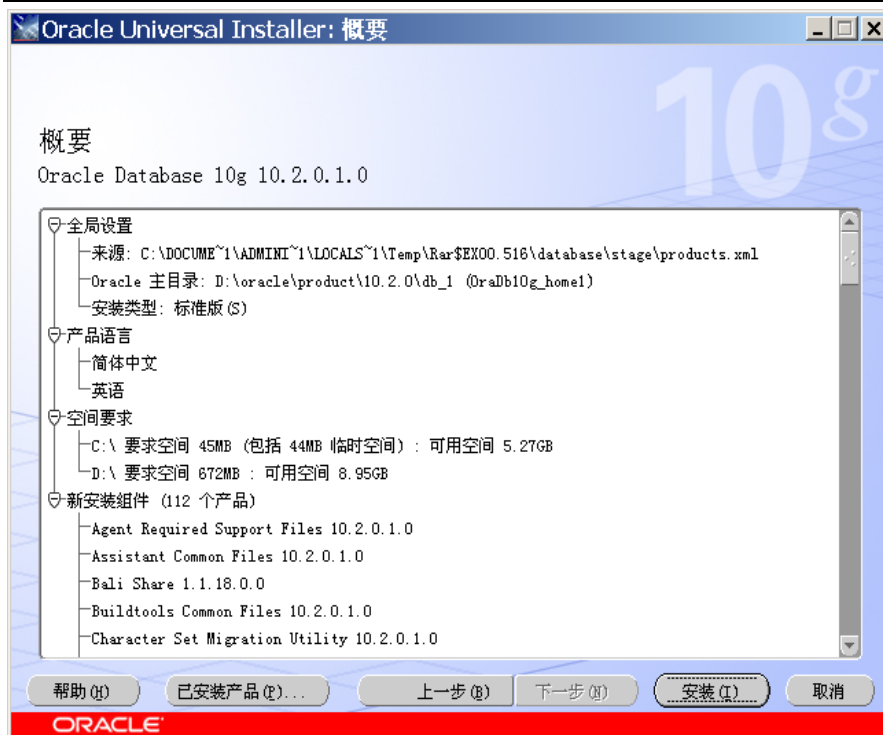 Oracle Universal Installer: 概要
10g
概要
Oracle Database 10g 10.2.0.1.0
全局设置
来源: C:\DOCUME~1\ADMINI~1\LOCALS~1\Temp\Rar$EX00.516\database\stage\products.xml
Oracle 主目录: D:\oracle\product\10.2.0\db_1 (OraDb10g_home1)
安装类型: 标准版(S)
产品语言
简体中文
英语
空间要求
C:\ 要求空间 45MB (包括 44MB 临时空间) : 可用空间 5.27GB
D:\ 要求空间 672MB : 可用空间 8.95GB
新安装组件 (112 个产品)
Agent Required Support Files 10.2.0.1.0
Assistant Common Files 10.2.0.1.0
Bali Share 1.1.18.0.0
Buildtools Common Files 10.2.0.1.0
Character Set Migration Utility 10.2.0.1.0
帮助(H) 已安装产品(P)... 上一步(B) 下一步(N) 安装(I) 取消
ORACLE